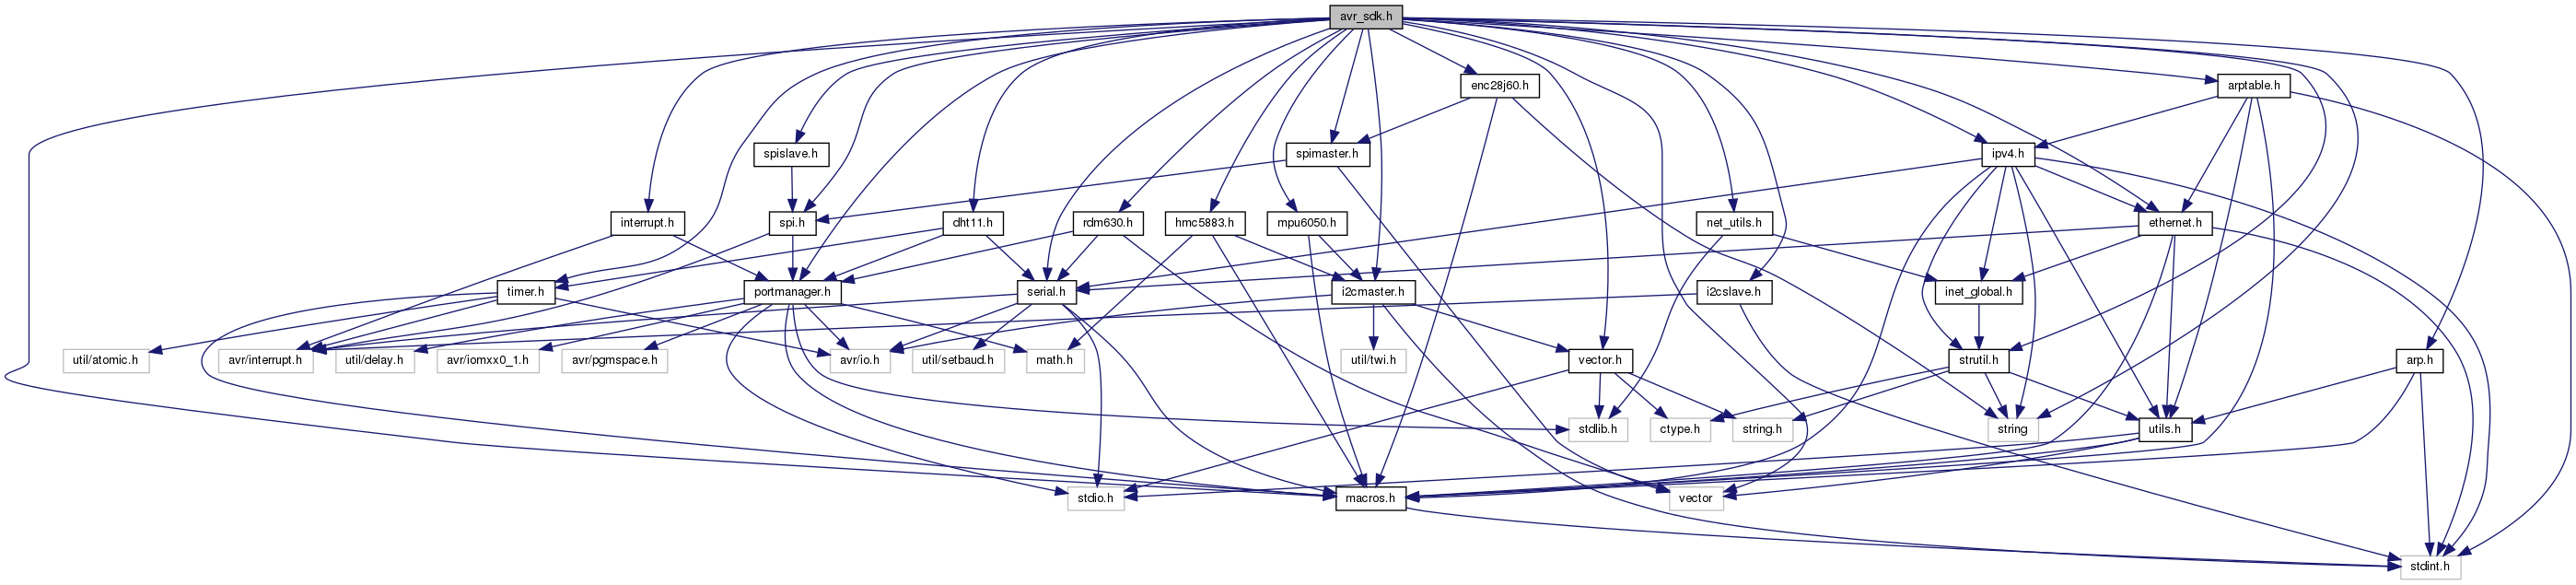 avr_sdk.h
enc28j60.h
arptable.h
spislave.h
spimaster.h
ipv4.h
interrupt.h
spi.h
dht11.h
rdm630.h
hmc5883.h
mpu6050.h
net_utils.h
ethernet.h
timer.h
portmanager.h
serial.h
i2cmaster.h
i2cslave.h
inet_global.h
util/atomic.h
avr/interrupt.h
util/delay.h
avr/iomxx0_1.h
avr/pgmspace.h
avr/io.h
util/setbaud.h
math.h
util/twi.h
vector.h
strutil.h
arp.h
stdlib.h
ctype.h
string.h
string
utils.h
stdio.h
macros.h
vector
stdint.h